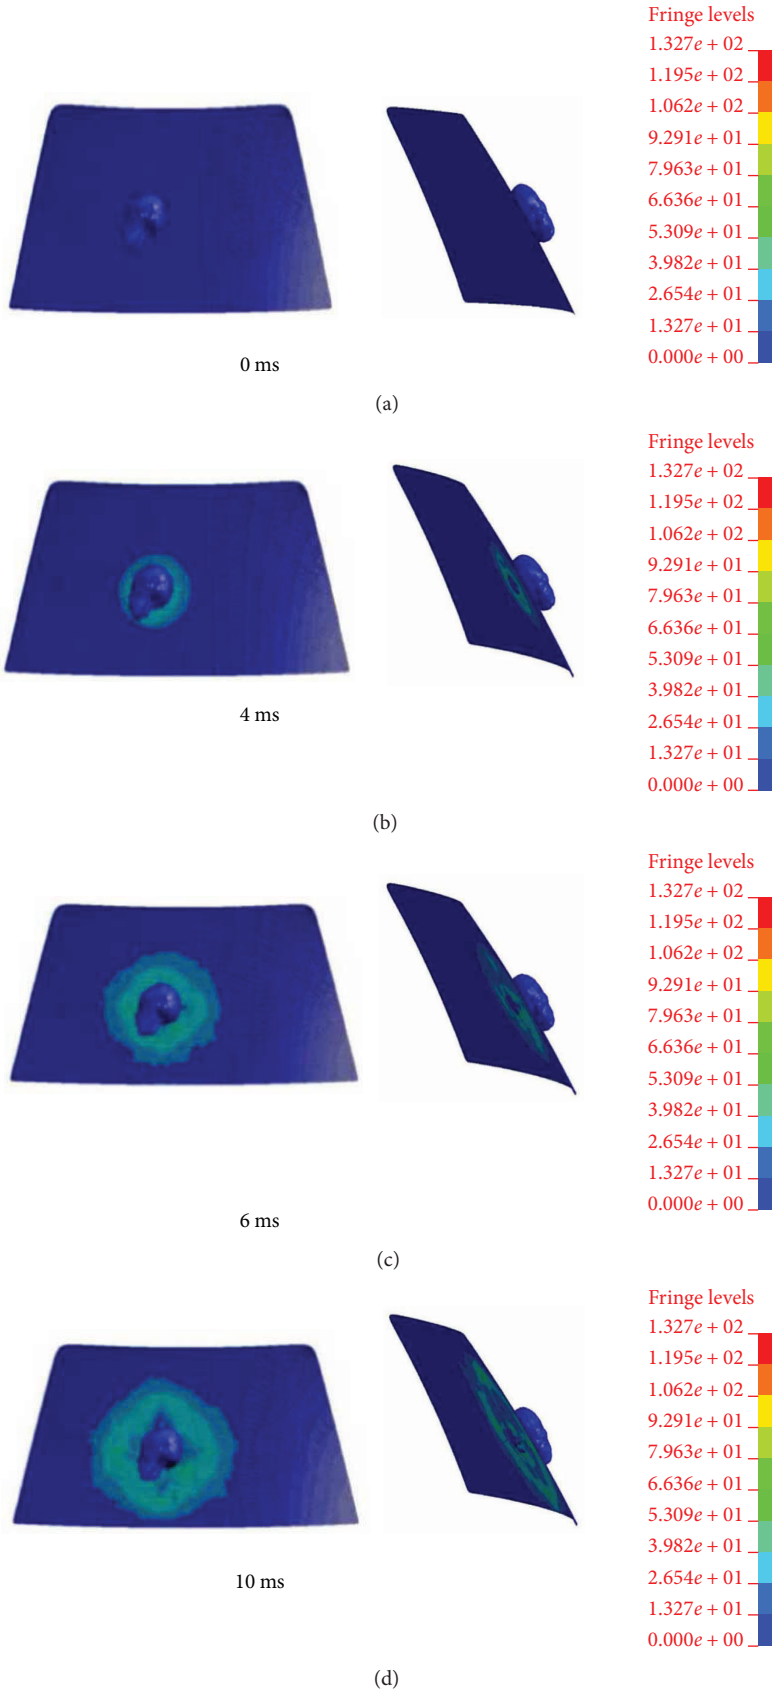 Fringe levels
1.327e + 02
1.195e + 02
1.062e + 02
9.291e + 01
7.963e + 01
6.636e + 01
5.309e + 01
3.982e + 01
2.654e + 01
1.327e + 01
0.000e + 00
0 ms
(a)
Fringe levels
1.327e + 02
1.195e + 02
1.062e + 02
9.291e + 01
7.963e + 01
6.636e + 01
5.309e + 01
3.982e + 01
2.654e + 01
1.327e + 01
0.000e + 00
4 ms
(b)
Fringe levels
1.327e + 02
1.195e + 02
1.062e + 02
9.291e + 01
7.963e + 01
6.636e + 01
5.309e + 01
3.982e + 01
2.654e + 01
1.327e + 01
0.000e + 00
6 ms
(c)
Fringe levels
1.327e + 02
1.195e + 02
1.062e + 02
9.291e + 01
7.963e + 01
6.636e + 01
5.309e + 01
3.982e + 01
2.654e + 01
1.327e + 01
0.000e + 00
10 ms
(d)